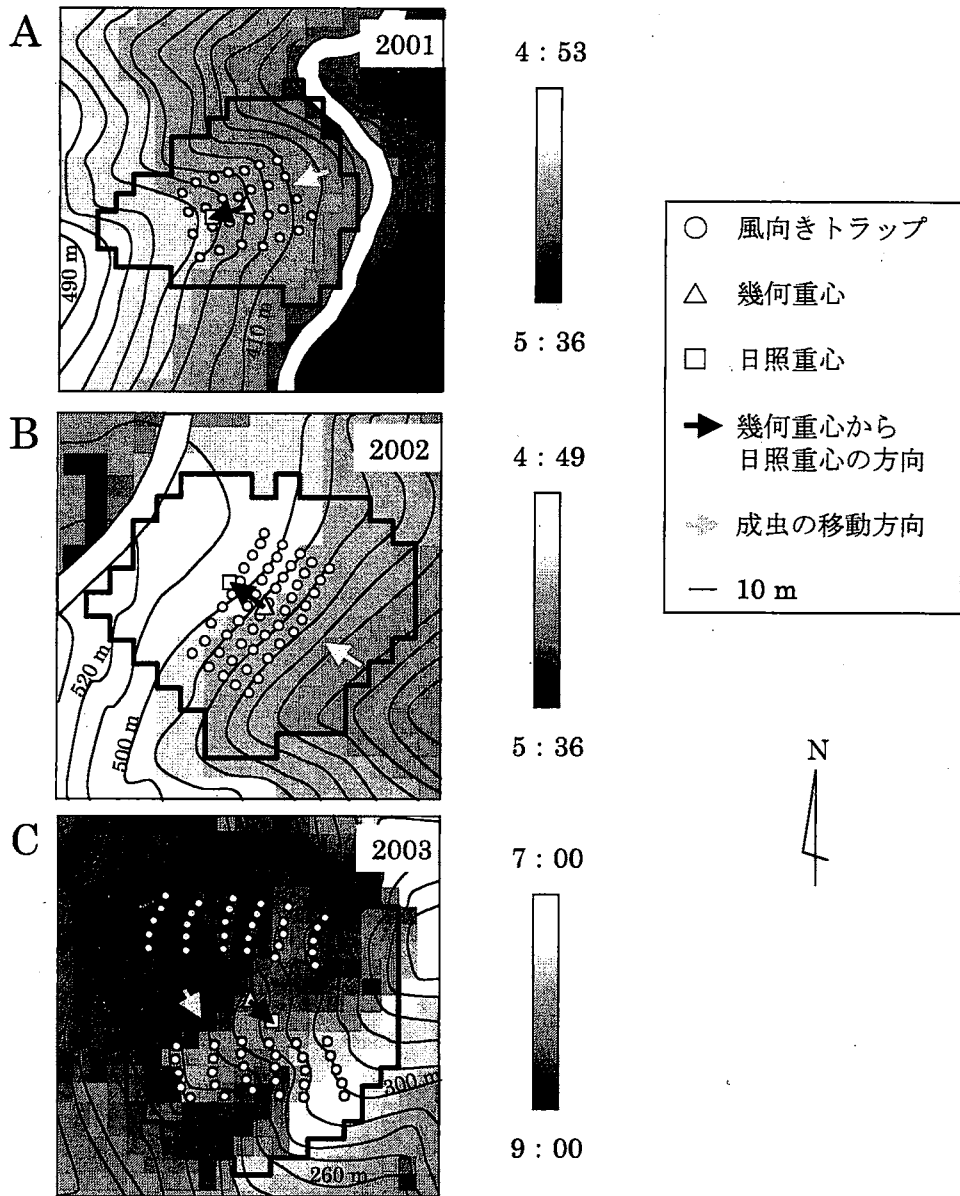 A
2001
490 m
410 m
4：53
5：36
B
2002
520 m
500 m
4：49
5：36
C
2003
300 m
260 m
7：00
9：00
風向きトラップ
幾何重心
日照重心
幾何重心から
日照重心の方向
成虫の移動方向
10 m
N